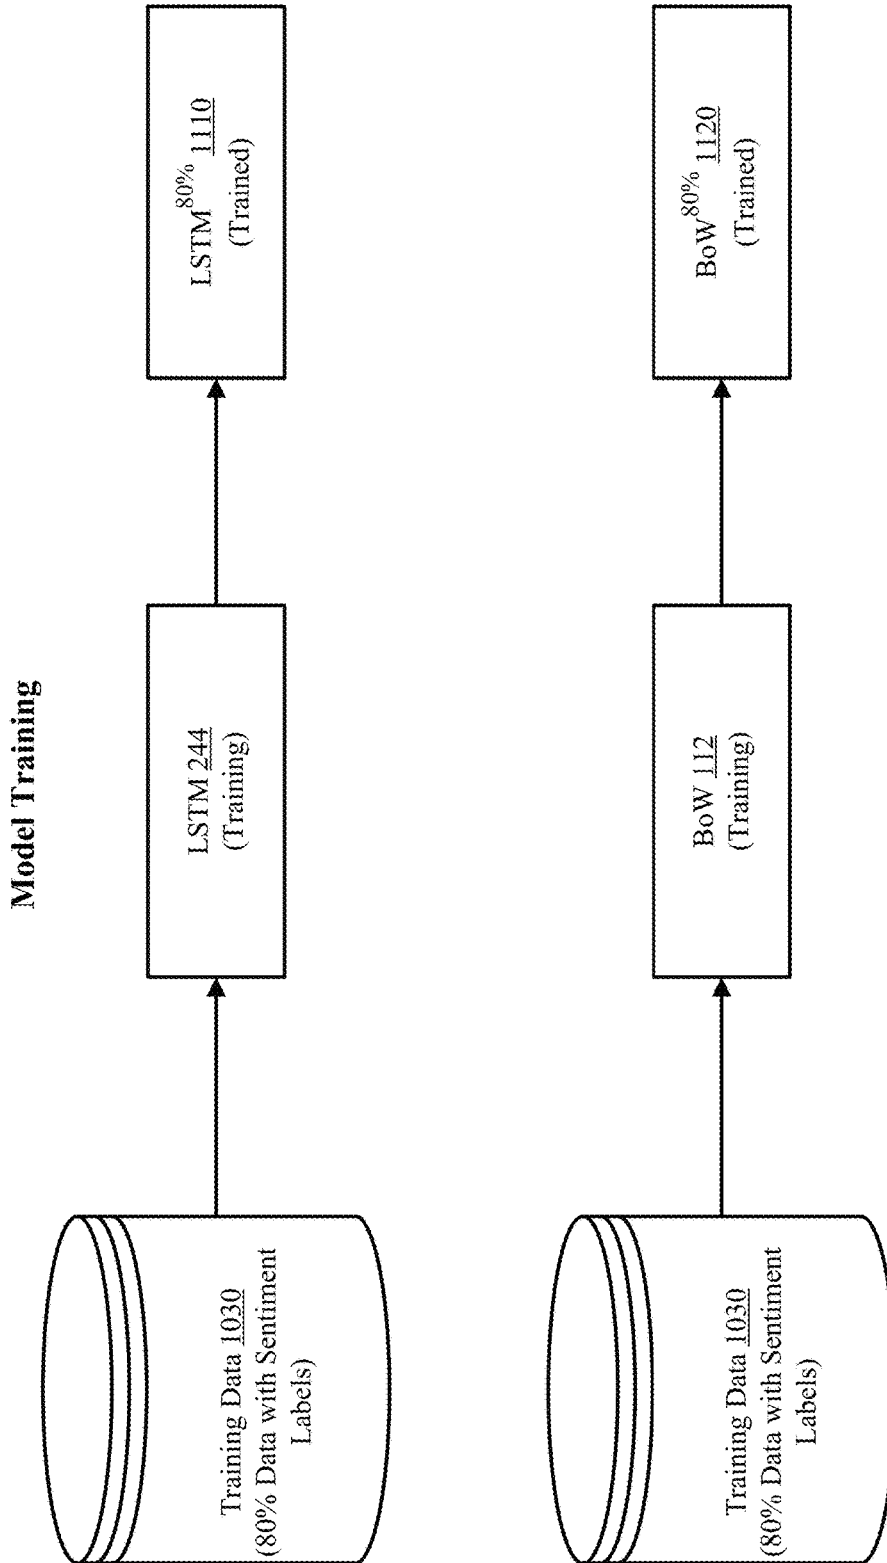 Model Training
Training Data 1030
(80% Data with Sentiment
Labels)
LSTM 244
(Training)
LSTM80% 1110
(Trained)
Training Data 1030
(80% Data with Sentiment
Labels)
BoW 112
(Training)
BoW80% 1120
(Trained)